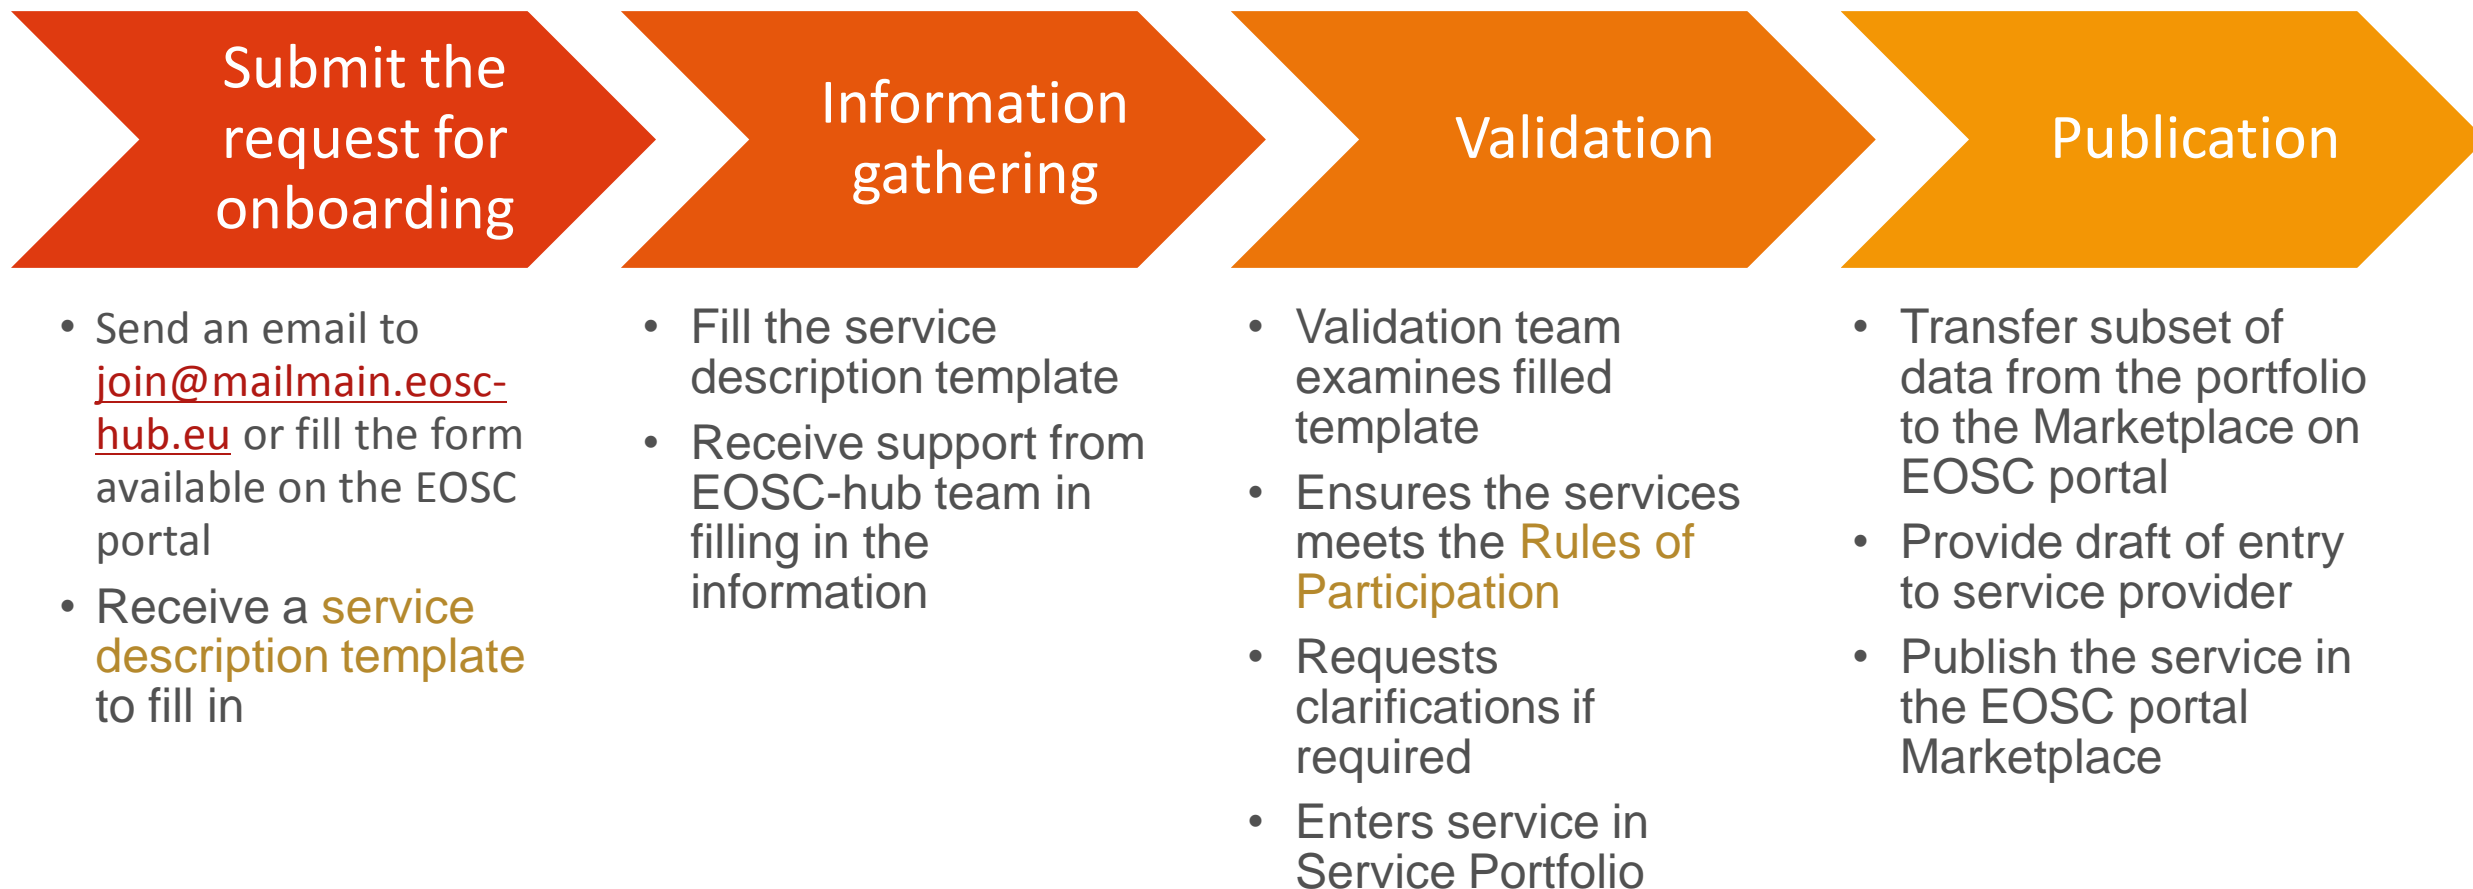 Submit the
request for
onboarding
• Send an email to
join@mailmain.eosc-
hub.eu or fill the form
available on the EOSC
portal
• Receive a service
description template
to fill in
Information
gathering
• Fill the service
description template
• Receive support from
EOSC-hub team in
filling in the
information
Validation
• Validation team
examines filled
template
• Ensures the services
meets the Rules of
Participation
• Requests
clarifications if
required
• Enters service in
Service Portfolio
Publication
• Transfer subset of
data from the portfolio
to the Marketplace on
EOSC portal
• Provide draft of entry
to service provider
• Publish the service in
the EOSC portal
Marketplace